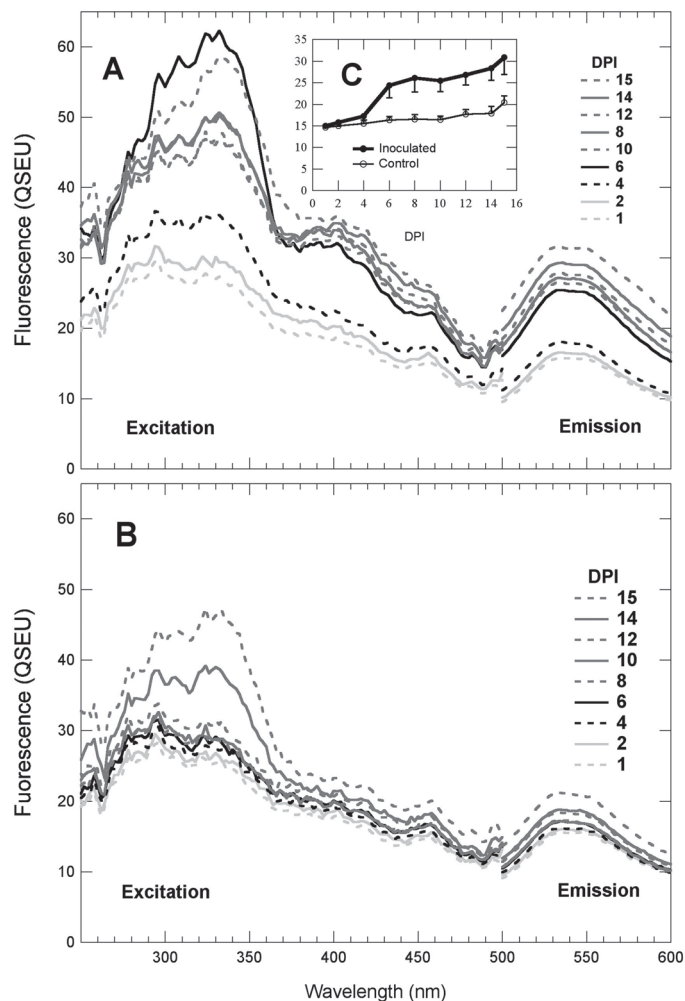 A
60
50
40
30
20
10
0
Fluorescence (QSEU)
C
35
30
25
20
15
10
5
0
0 2 4 6 8 10 12 14 16
Inoculated
Control
DPI
DPI
15
14
12
8
10
6
4
2
1
Excitation
Emission
B
60
50
40
30
20
10
0
Fuorescence (QSEU)
DPI
15
14
12
10
8
6
4
2
1
Excitation
Emission
300 350 400 450 500 550 600
Wavelength (nm)